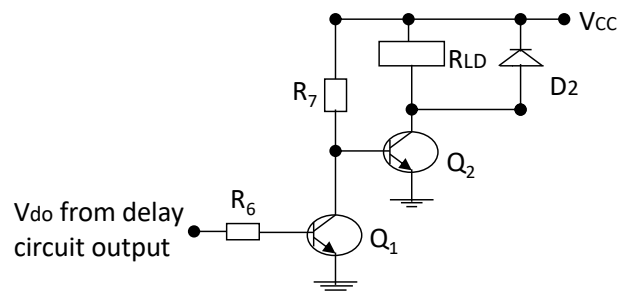 VCC
RLD
D2
R7
Q2
R6
Vdo from delay
circuit output
Q1